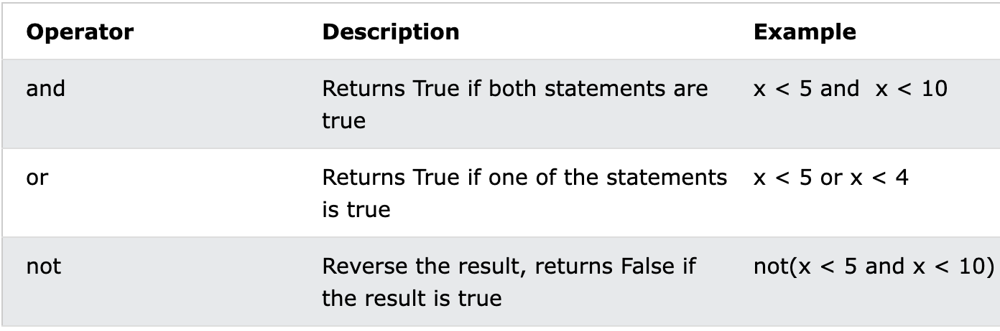 Operator Description Example
and Returns True if both statements are x < 5 and  x < 10
true
or Returns True if one of the statements x < 5 or x < 4
is true
not Reverse the result, returns False if not(x < 5 and x < 10)
the result is true